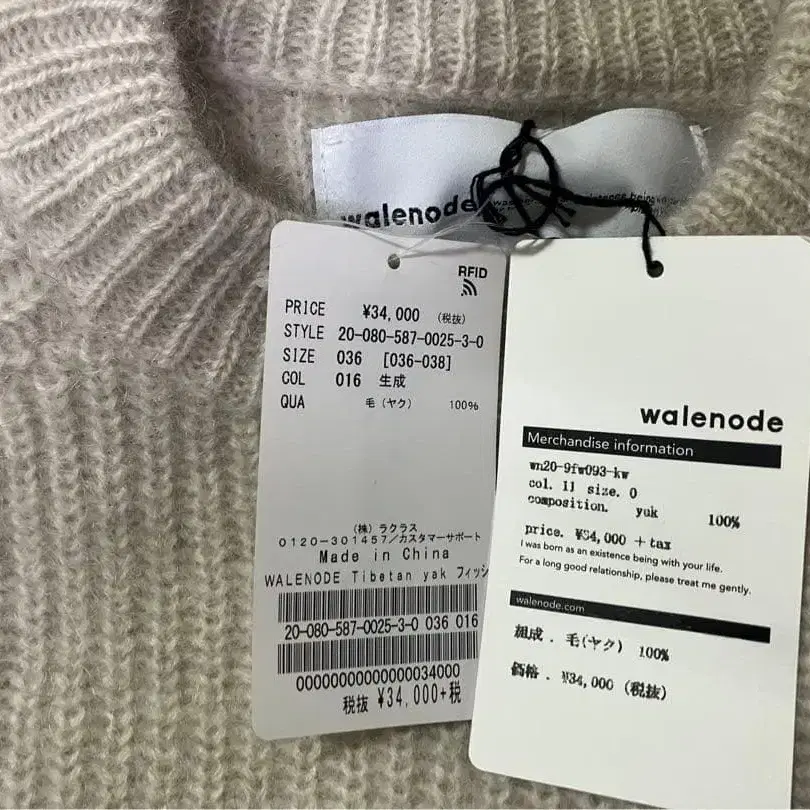 walenode
RFID
PRICE ¥34,000 (税抜)
STYLE 20-080-587-0025-3-0
SIZE 036 [036-038]
COL 016 生成
QUA 毛(ヤク) 100%
(株)ラクラス
0120-301457/カスタマーサポート
Made in China
WALENODE Tibetan yak フィッシ
20-080-587-0025-3-0 036 016
00000000000000034000
税抜 ¥34,000+税
walenode
Merchandise information
wn20-9fw093-kw
col. 11 size. 0
composition. yuk 100%
price. ¥34,000 +tax
I was born as an existence being with your life.
For a long good relationship, please treat me gently.
walenode.com
組成. 毛(ヤク) 100%
価格. ¥34,000 (税抜)